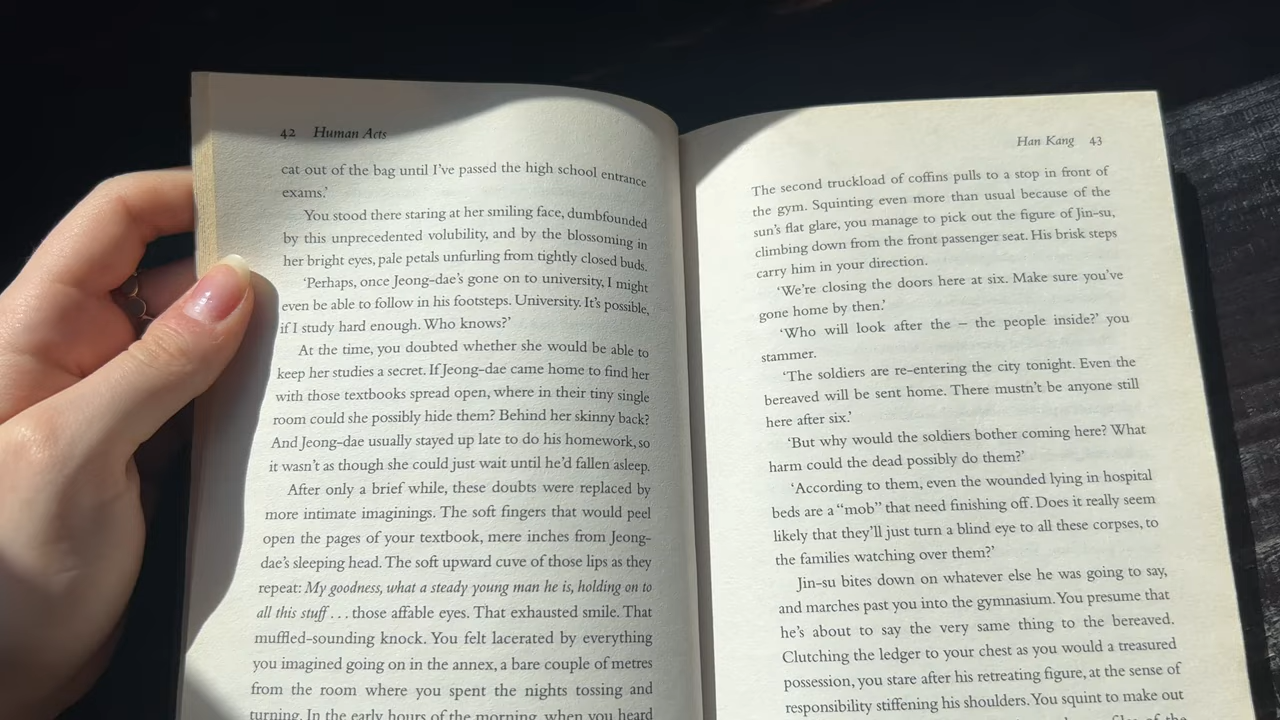 42 Human Acts
cat out of the bag until I've passed the high school entrance
exams.'
You stood there staring at her smiling face, dumbfounded
by this unprecedented volubility, and by the blossoming in
her bright eyes, pale petals unfurling from tightly closed buds.
'Perhaps, once Jeong-dae's gone on to university, I might
even be able to follow in his footsteps. University. It's possible,
if I study hard enough. Who knows?'
At the time, you doubted whether she would be able to
keep her studies a secret. If Jeong-dae came home to find her
with those textbooks spread open, where in their tiny single
room could she possibly hide them? Behind her skinny back?
And Jeong-dae usually stayed up late to do his homework, so
it wasn't as though she could just wait until he'd fallen asleep.
After only a brief while, these doubts were replaced by
more intimate imaginings. The soft fingers that would peel
open the pages of your textbook, mere inches from Jeong-
dae's sleeping head. The soft upward cuve of those lips as they
repeat: My goodness, what a steady young man he is, holding on to
all this stuff . . . those affable eyes. That exhausted smile. That
muffled-sounding knock. You felt lacerated by everything
you imagined going on in the annex, a bare couple of metres
from the room where you spent the nights tossing and
turning. In the early hours of the morning, when you heard
Han Kang 43
The second truckload of coffins pulls to a stop in front of
the gym. Squinting even more than usual because of the
sun's flat glare, you manage to pick out the figure of Jin-su,
climbing down from the front passenger seat. His brisk steps
carry him in your direction.
'We're closing the doors here at six. Make sure you've
gone home by then.'
'Who will look after the – the people inside?' you
stammer.
'The soldiers are re-entering the city tonight. Even the
bereaved will be sent home. There mustn't be anyone still
here after six.'
'But why would the soldiers bother coming here? What
harm could the dead possibly do them?'
'According to them, even the wounded lying in hospital
beds are a "mob" that need finishing off. Does it really seem
likely that they'll just turn a blind eye to all these corpses, to
the families watching over them?'
Jin-su bites down on whatever else he was going to say,
and marches past you into the gymnasium. You presume that
he's about to say the very same thing to the bereaved.
Clutching the ledger to your chest as you would a treasured
possession, you stare after his retreating figure, at the sense of
responsibility stiffening his shoulders. You squint to make out
of the